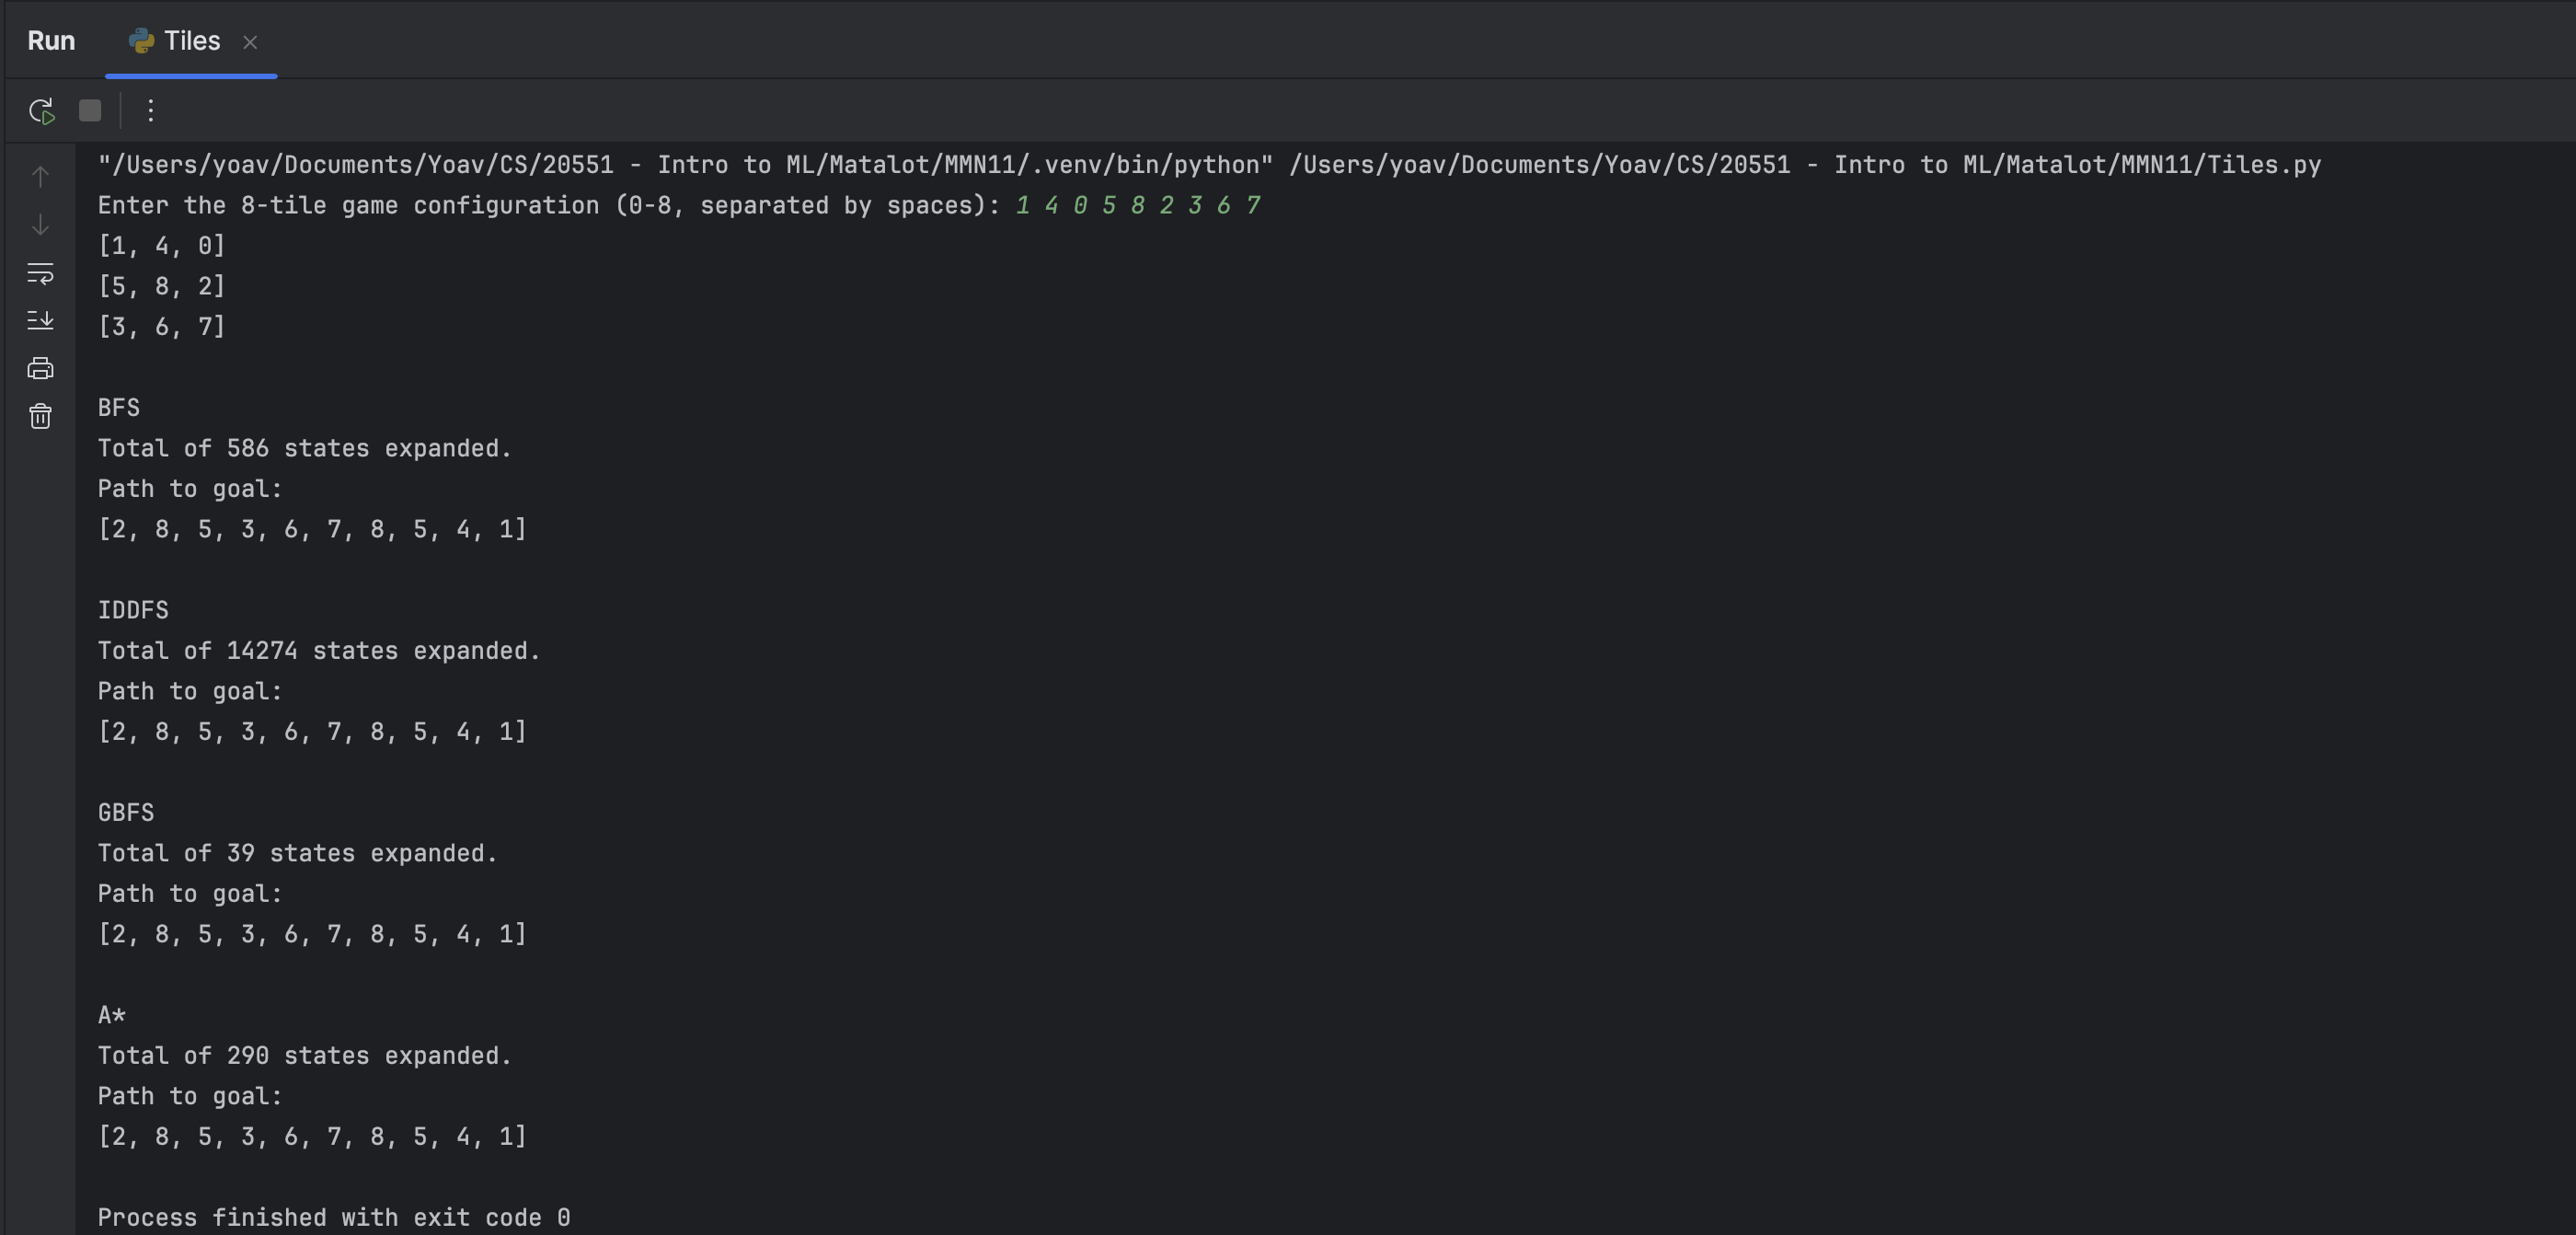 Run Tiles
"/Users/yoav/Documents/Yoav/CS/20551 - Intro to ML/Matalot/MMN11/.venv/bin/python" /Users/yoav/Documents/Yoav/CS/20551 - Intro to ML/Matalot/MMN11/Tiles.py
Enter the 8-tile game configuration (0-8, separated by spaces): 1 4 0 5 8 2 3 6 7
[1, 4, 0]
[5, 8, 2]
[3, 6, 7]
BFS
Total of 586 states expanded.
Path to goal:
[2, 8, 5, 3, 6, 7, 8, 5, 4, 1]
IDDFS
Total of 14274 states expanded.
Path to goal:
[2, 8, 5, 3, 6, 7, 8, 5, 4, 1]
GBFS
Total of 39 states expanded.
Path to goal:
[2, 8, 5, 3, 6, 7, 8, 5, 4, 1]
A*
Total of 290 states expanded.
Path to goal:
[2, 8, 5, 3, 6, 7, 8, 5, 4, 1]
Process finished with exit code 0